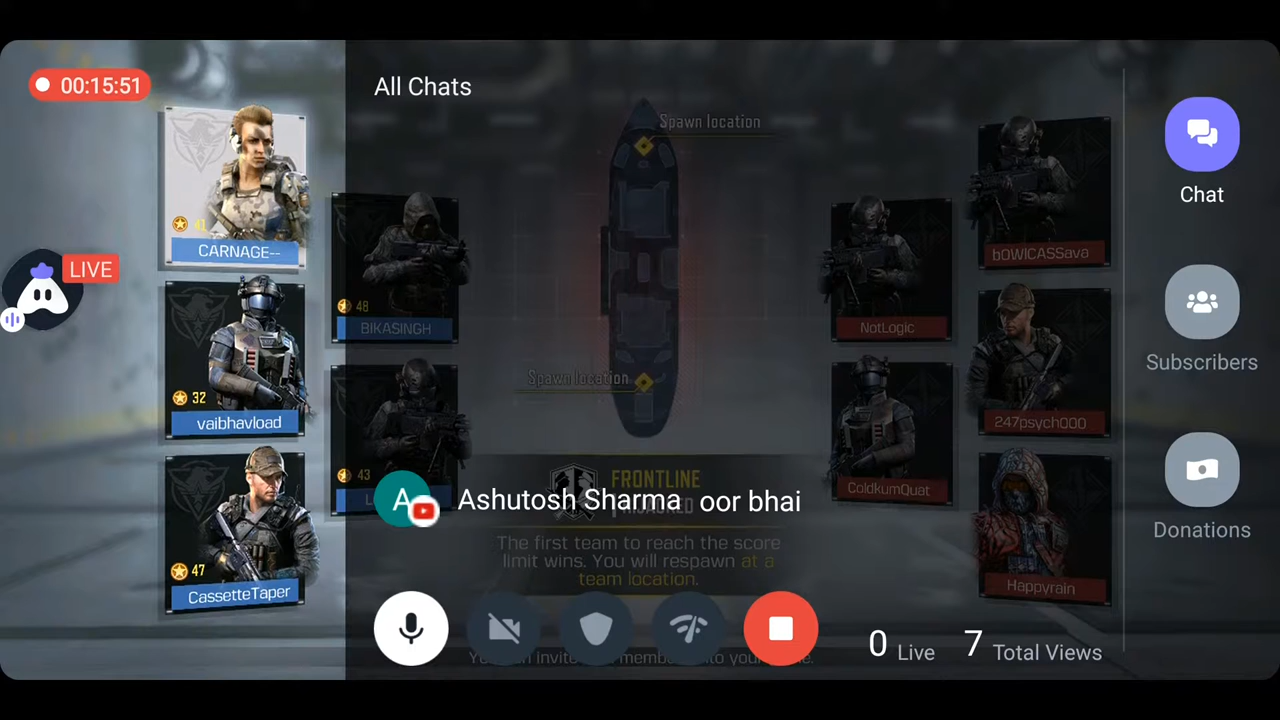 00:15:51
All Chats
Spawn location
Chat
41
CARNAGE--
b0WlCASSava
LIVE
48
BIKASINGH
NotLogic
Subscribers
Spawn location
32
vaibhavload
247psych000
FRONTLINE
43
ColdkumQuat
Ashutosh Sharma oor bhai
Donations
The first team to reach the score
limit wins. You will respawn at a
team location.
47
CassetteTaper
Happyrain
0 Live 7 Total Views